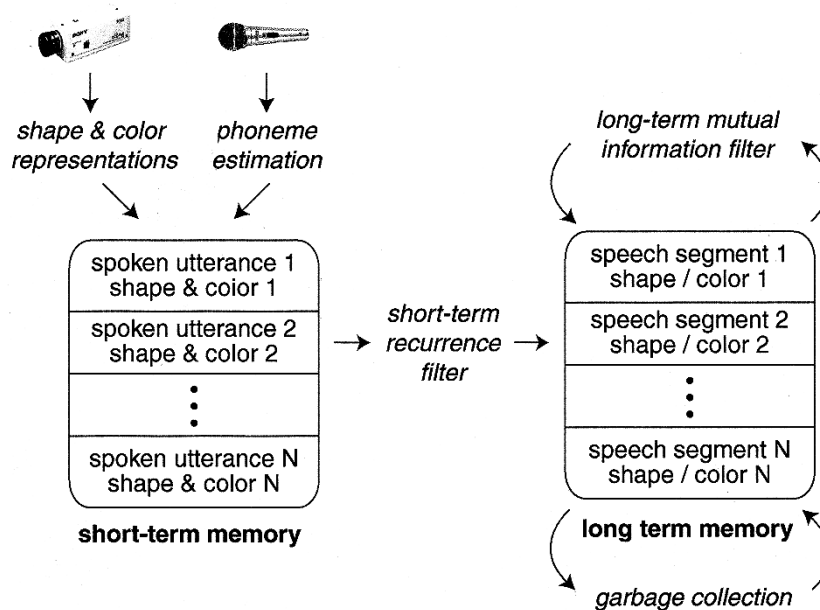 SONY
shape & color
representations
phoneme
estimation
spoken utterance 1
shape & color 1
spoken utterance 2
shape & color 2
spoken utterance N
shape & color N
short-term memory
short-term
recurrence
filter
long-term mutual
information filter
speech segment 1
shape / color 1
speech segment 2
shape / color 2
speech segment N
shape / color N
long term memory
garbage collection